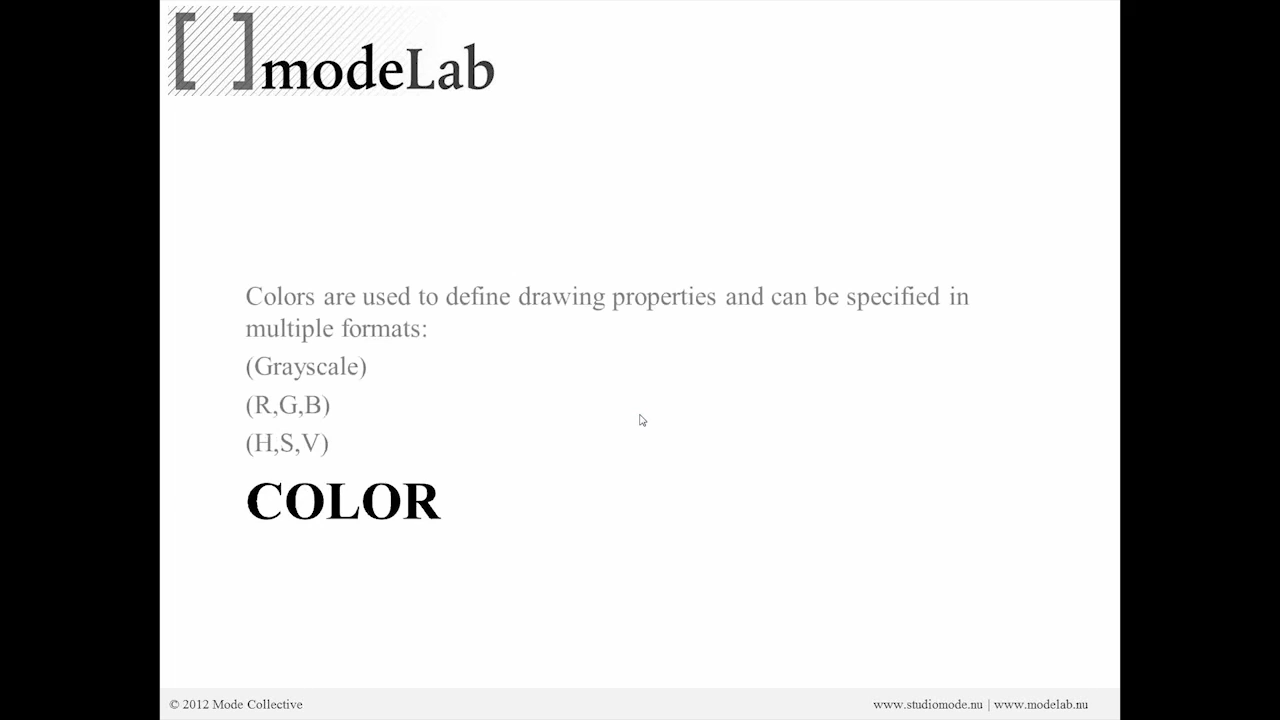 [ ]modeLab
Colors are used to define drawing properties and can be specified in
multiple formats:
(Grayscale)
(R,G,B)
(H,S,V)
COLOR
© 2012 Mode Collective
www.studiomode.nu | www.modelab.nu